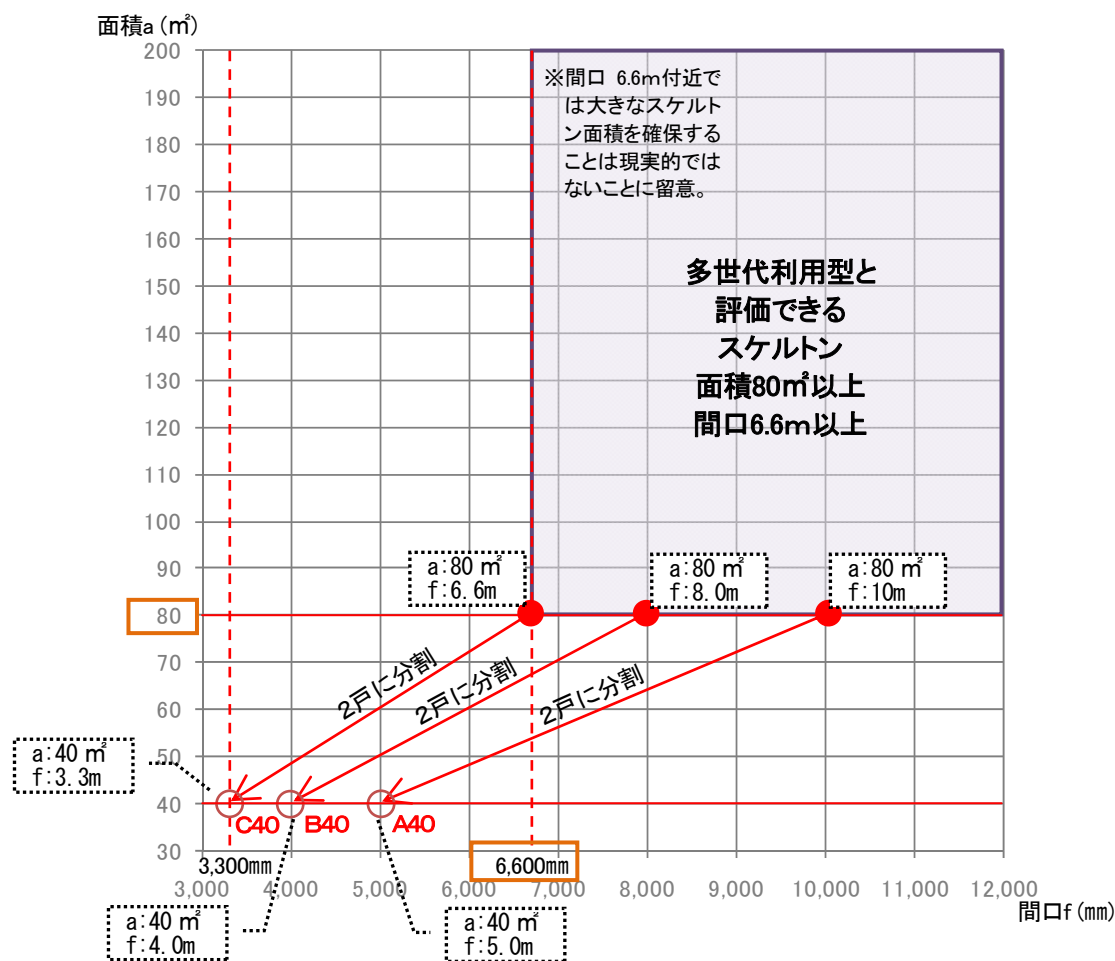 面積a（㎡）
200
190
180
170
160
150
140
130
120
110
100
90
80
70
60
50
40
30
※間口 6.6m付近で
は大きなスケルト
ン面積を確保する
ことは現実的では
ないことに留意。
多世代利用型と
評価できる
スケルトン
面積80㎡以上
間口6.6m以上
a:80 ㎡
f:6.6m
a:80 ㎡
f:8.0m
a:80 ㎡
f:10m
2戸に分割
2戸に分割
2戸に分割
a:40 ㎡
f:3.3m
C40
B40
A40
3,300mm
6,600mm
3,000
4,000
5,000
6,000
7,000
8,000
9,000
10,000
11,000
12,000
間口f（mm）
a:40 ㎡
f:4.0m
a:40 ㎡
f:5.0m